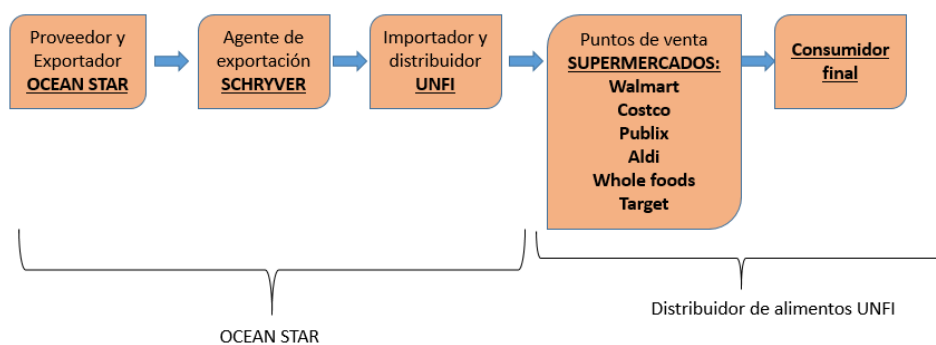 Proveedor y
Exportador
OCEAN STAR
Agente de
exportación
SCHRYVER
Importador y
distribuidor
UNFI
Puntos de venta
SUPERMERCADOS:
Walmart
Costco
Publix
Aldi
Whole foods
Target
Consumidor
final
OCEAN STAR
Distribuidor de alimentos UNFI